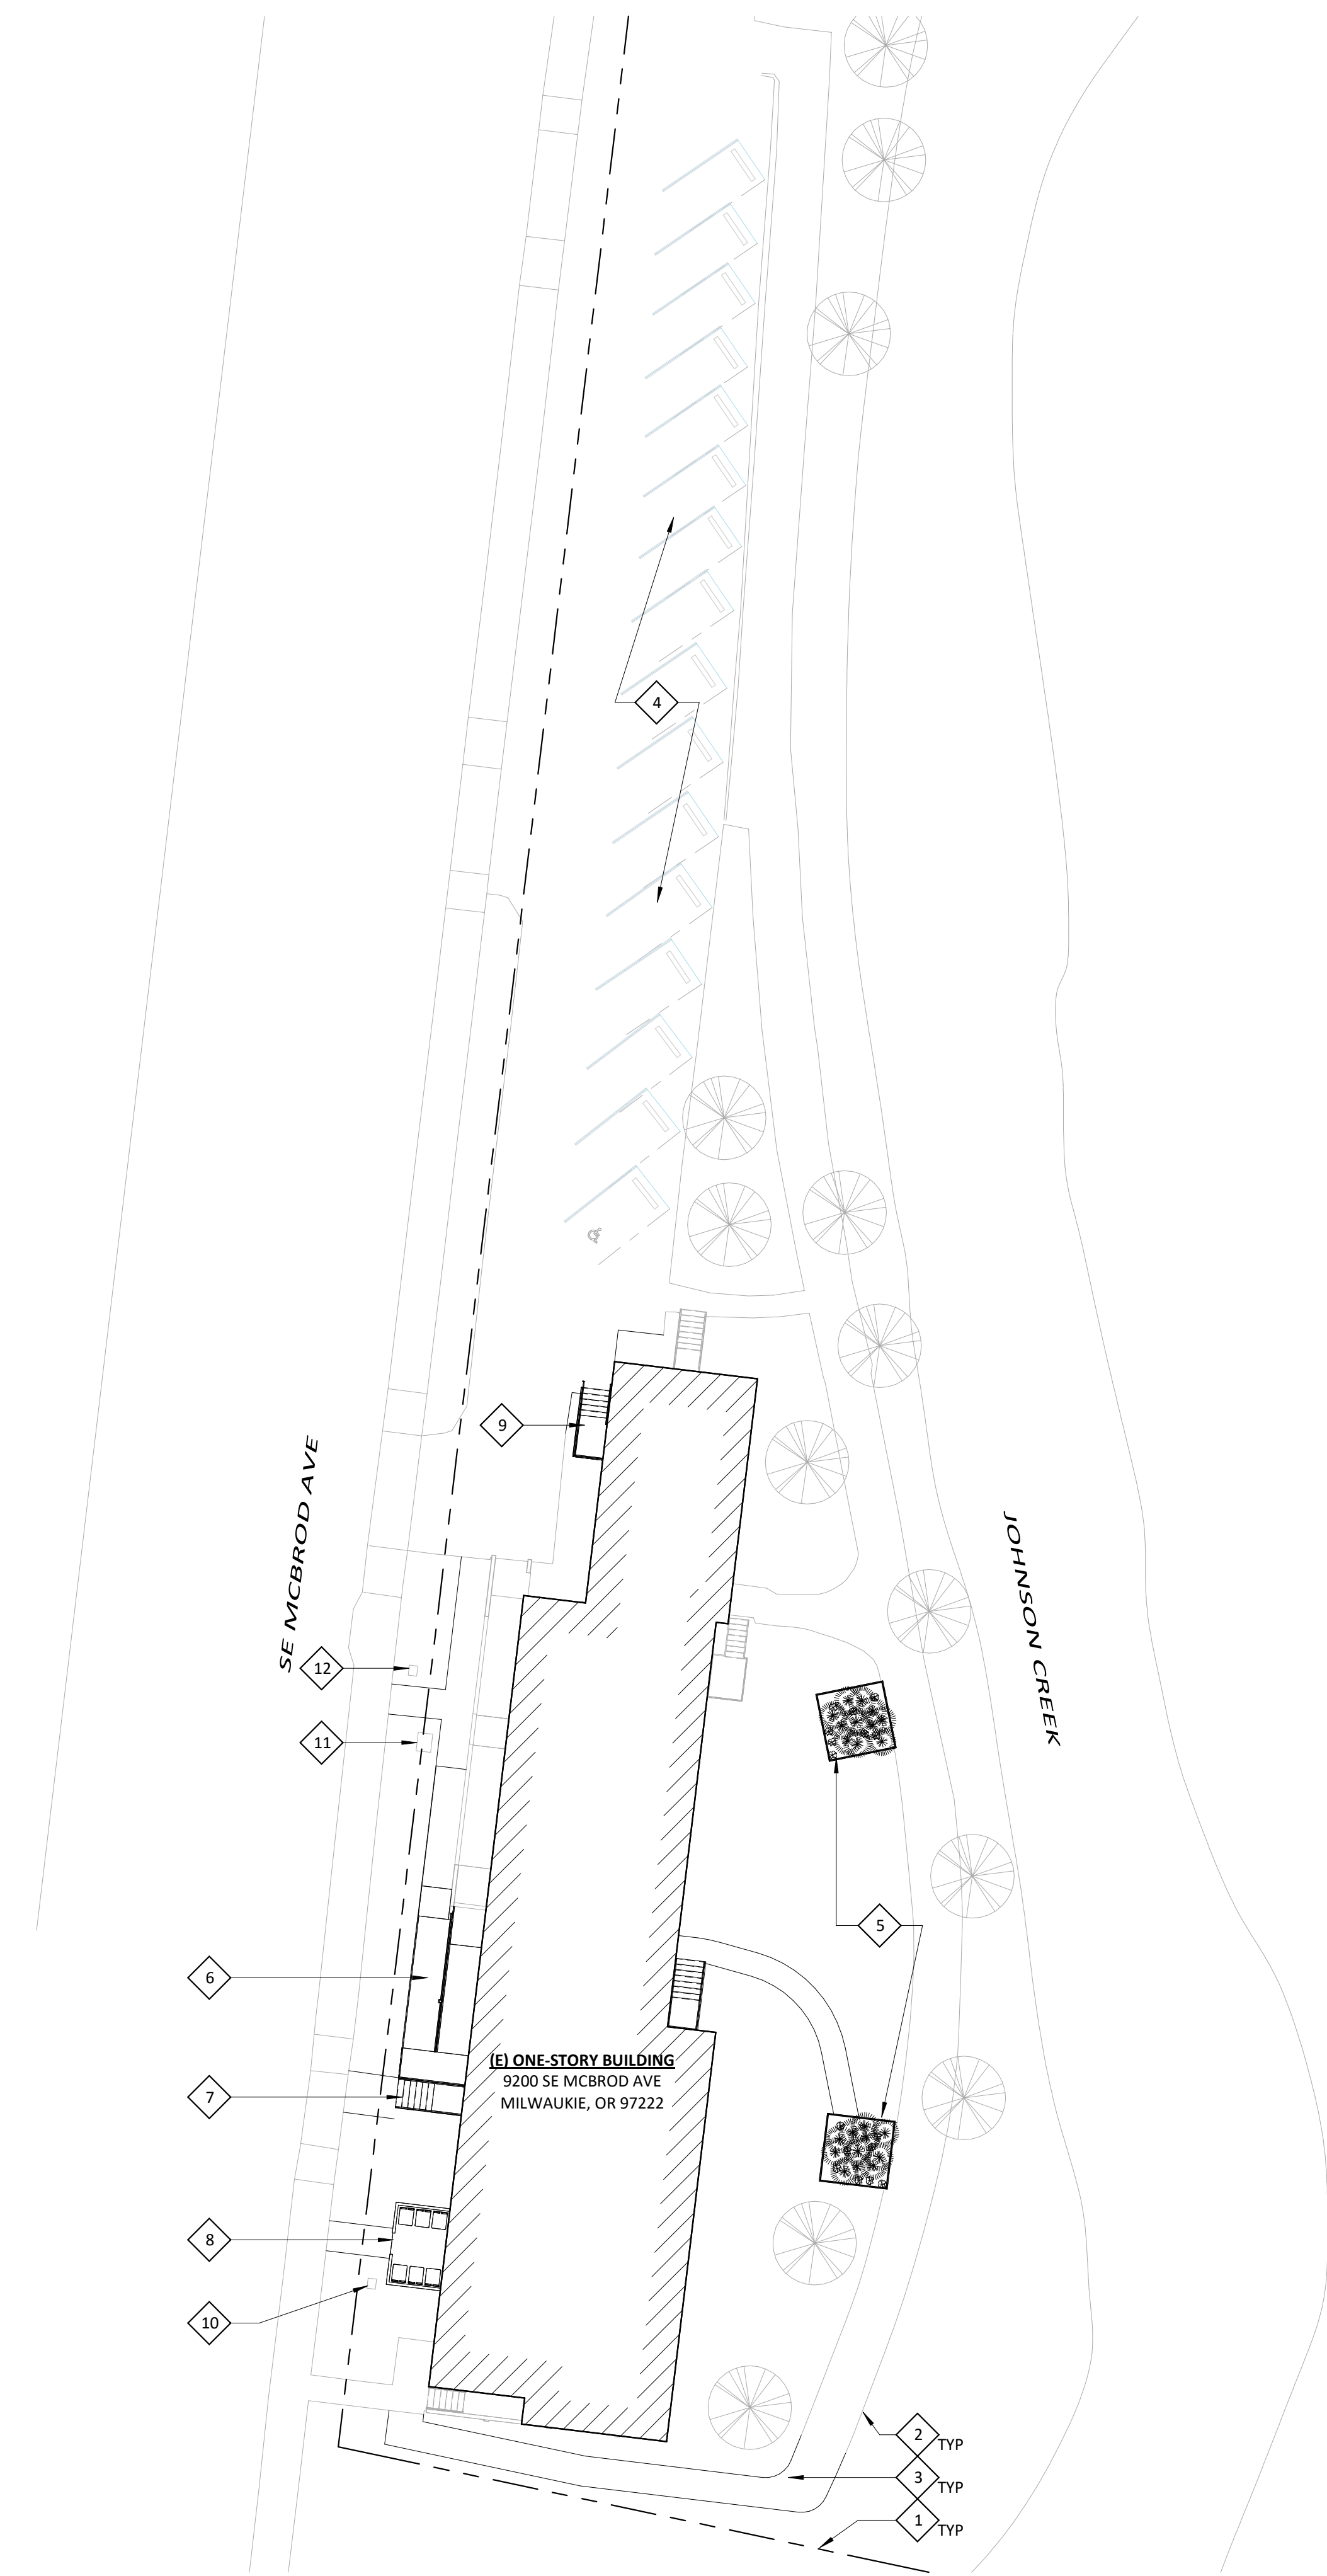 4
9
SE MCBROD AVE
JOHNSON CREEK
12
11
5
6
(E) ONE-STORY BUILDING
9200 SE MCBROD AVE
MILWAUKIE, OR 97222
7
8
10
2 TYP
3 TYP
1 TYP